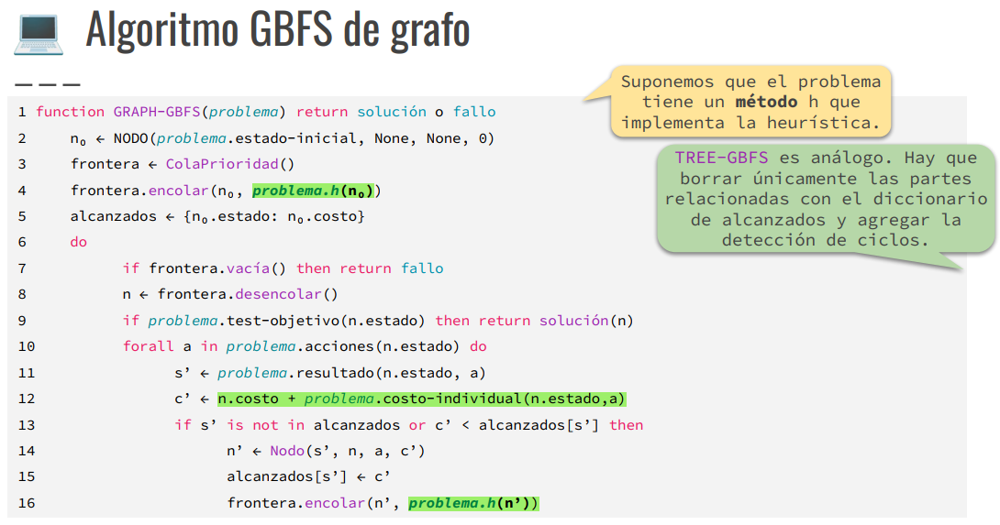 Algoritmo GBFS de grafo
Suponemos que el problema
tiene un método h que
implementa la heurística.
TREE-GBFS es análogo. Hay que
borrar únicamente las partes
relacionadas con el diccionario
de alcanzados y agregar la
detección de ciclos.
1 function GRAPH-GBFS(problema) return solución o fallo
2 n₀ ← NODO(problema.estado-inicial, None, None, 0)
3 frontera ← ColaPrioridad()
4 frontera.encolar(n₀, problema.h(n₀))
5 alcanzados ← {n₀.estado: n₀.costo}
6 do
7 if frontera.vacía() then return fallo
8 n ← frontera.desencolar()
9 if problema.test-objetivo(n.estado) then return solución(n)
10 forall a in problema.acciones(n.estado) do
11 s’ ← problema.resultado(n.estado, a)
12 c’ ← n.costo + problema.costo-individual(n.estado,a)
13 if s’ is not in alcanzados or c’ < alcanzados[s’] then
14 n’ ← Nodo(s’, n, a, c’)
15 alcanzados[s’] ← c’
16 frontera.encolar(n’, problema.h(n’))